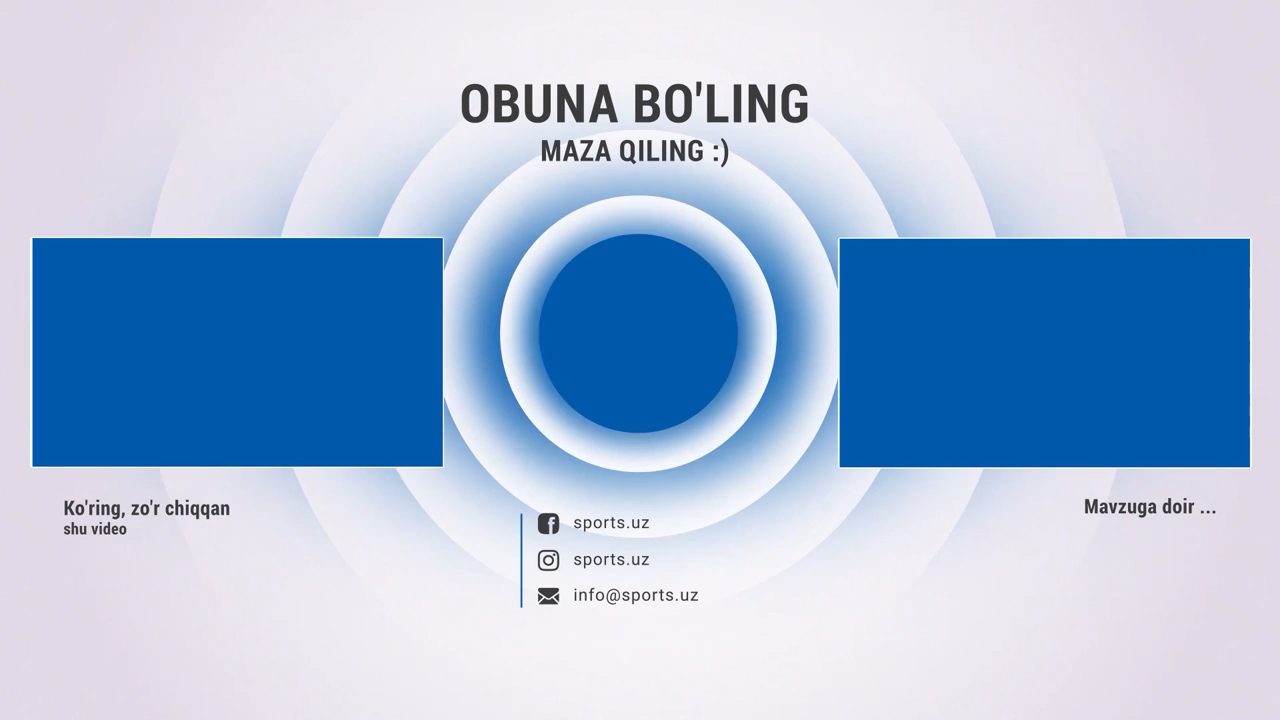 OBUNA BO'LING
MAZA QILING :)
Ko'ring, zo'r chiqqan
shu video
Mavzuga doir ...
sports.uz
sports.uz
info@sports.uz